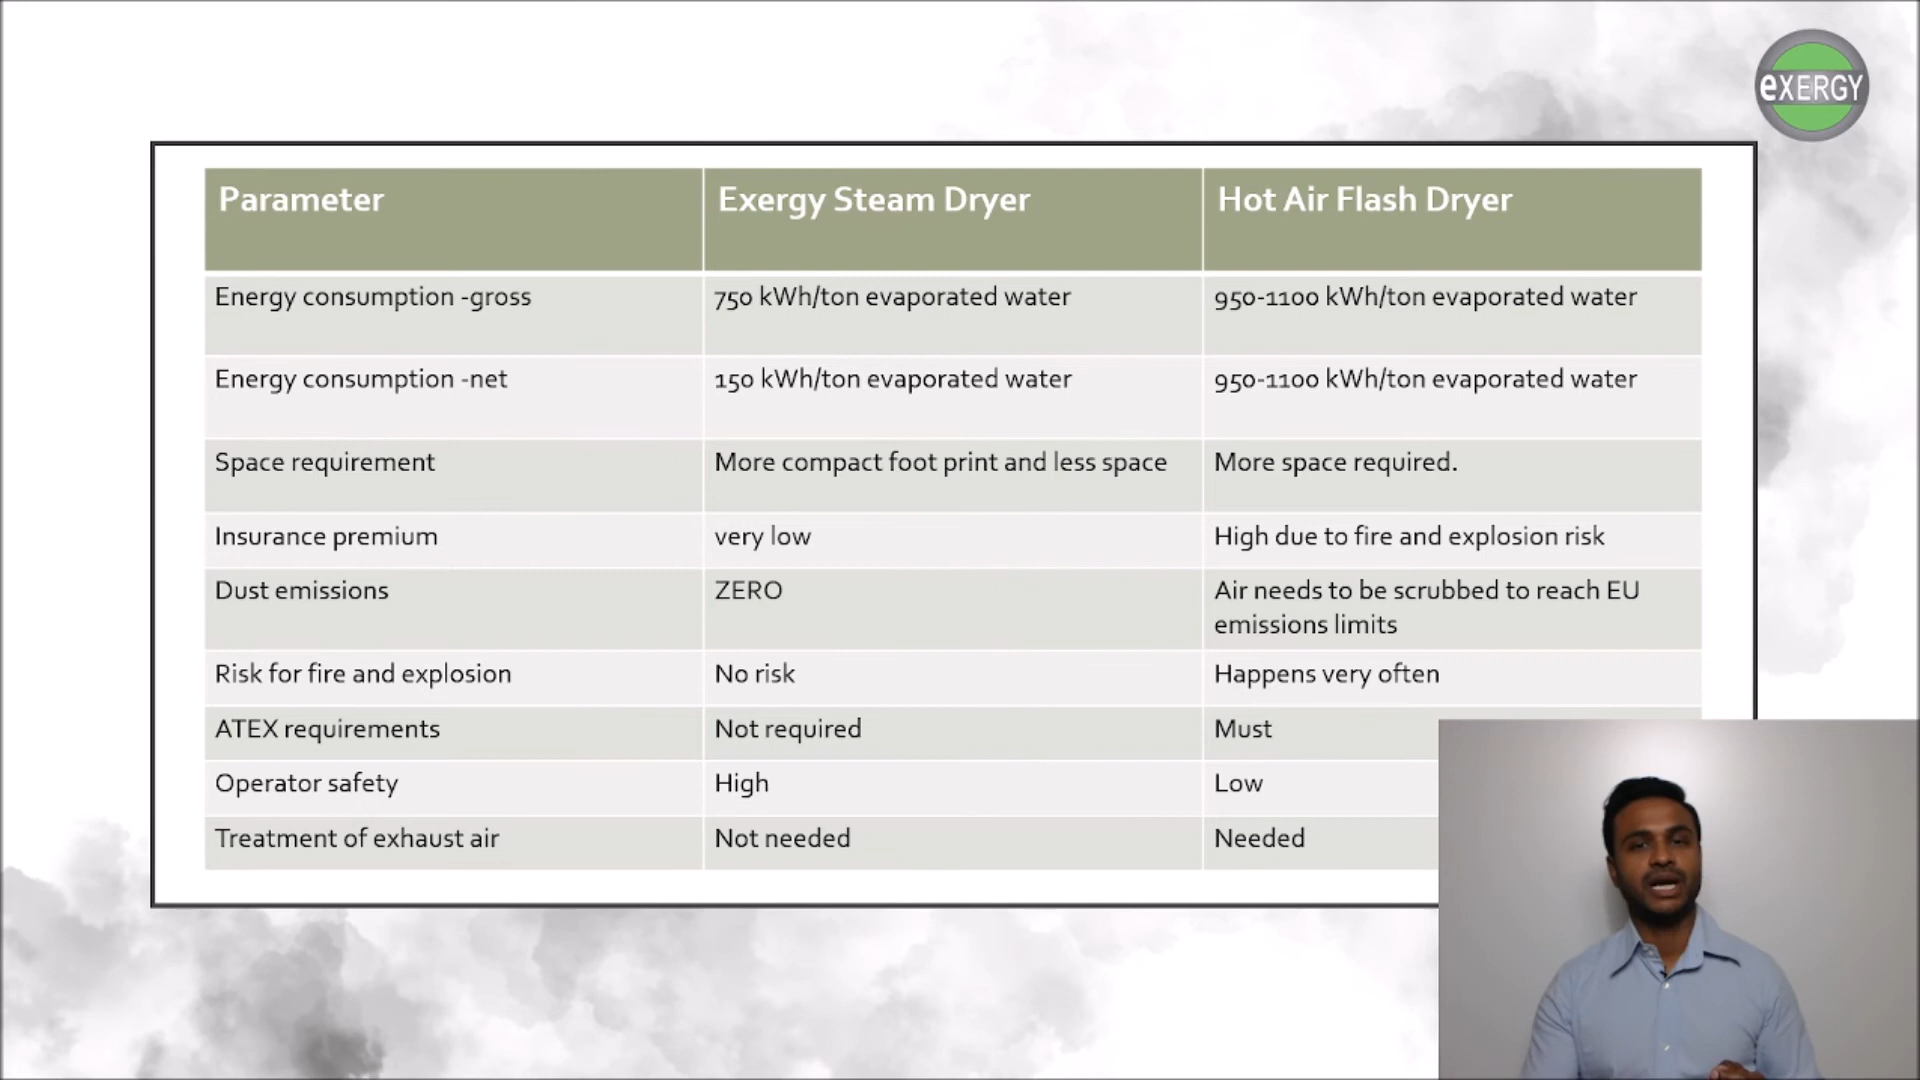 eXERGY
Parameter
Exergy Steam Dryer
Hot Air Flash Dryer
Energy consumption -gross
750 kWh/ton evaporated water
950-1100 kWh/ton evaporated water
Energy consumption -net
150 kWh/ton evaporated water
950-1100 kWh/ton evaporated water
Space requirement
More compact foot print and less space
More space required.
Insurance premium
very low
High due to fire and explosion risk
Dust emissions
ZERO
Air needs to be scrubbed to reach EU
emissions limits
Risk for fire and explosion
No risk
Happens very often
ATEX requirements
Not required
Must
Operator safety
High
Low
Treatment of exhaust air
Not needed
Needed